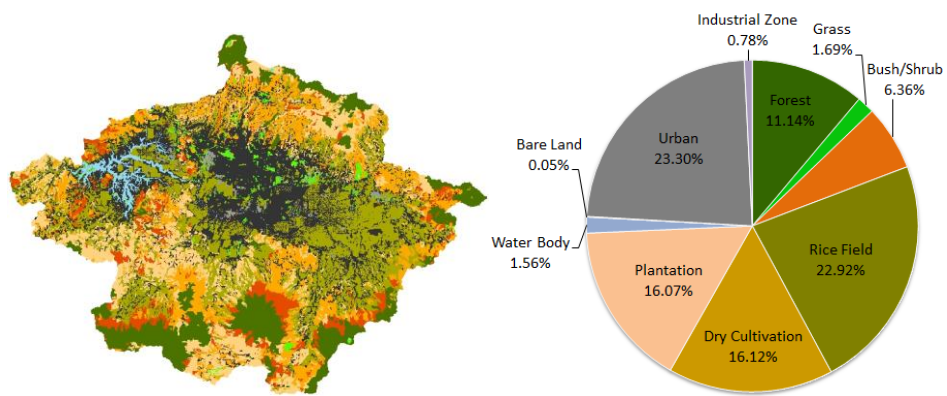 Industrial Zone
0.78%
Grass
1.69%
Bush/Shrub
6.36%
Forest
11.14%
Urban
23.30%
Bare Land
0.05%
Water Body
1.56%
Rice Field
22.92%
Plantation
16.07%
Dry Cultivation
16.12%